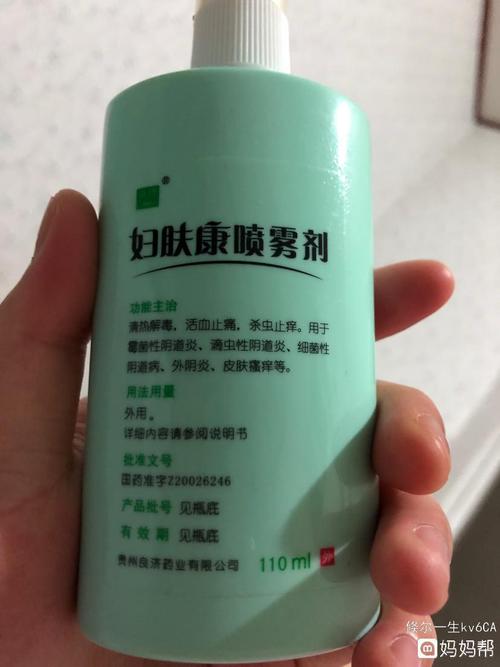 ®
妇肤康喷雾剂
功能主治
清热解毒，活血止痛，杀虫止痒。用于
霉菌性阴道炎、滴虫性阴道炎、细菌性
阴道病、外阴炎、皮肤瘙痒等。
用法用量
外用。
详细内容请参阅说明书
批准文号
国药准字Z20026246
产品批号 见瓶底
有效期 见瓶底
贵州良济药业有限公司 110ml 外
倏尔一生kv6CA
妈妈帮